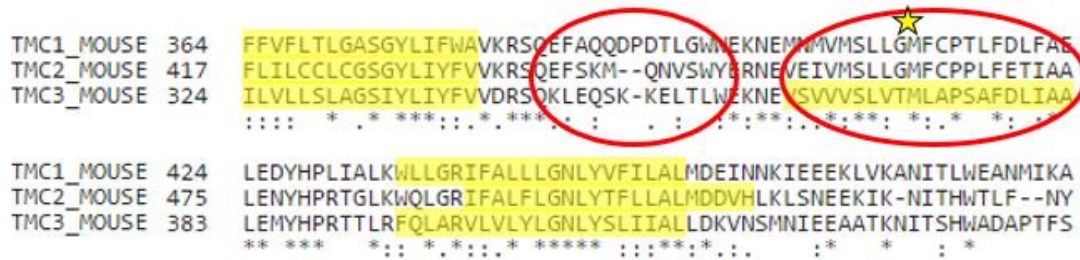 TMC1_MOUSE 364 FFVFLTLGASGYLIFWAVKRSQEFAQQDPDTLGWWEKNEMNMVMSLLGMFCPTLFDLFAE
TMC2_MOUSE 417 FLILCCLCGSGYLIYFVVKRSQEFSKM--QNVSWYERNEVEIVMSLLGMFCPPLFETIAA
TMC3_MOUSE 324 ILVLLSLAGSIYLIYFVVDRSQKLEQSK-KELTLWEKNEVSVVVSLVTMLAPSAFDLIAA
:::: * .* ***::.*.***:: : . : :*:**:..*:**: *:.* *: :*
TMC1_MOUSE 424 LEDYHPLIALKWLLGRIFALLLGNLYVFILALMDEINNKIEEEKLVKANITLWEANMIKA
TMC2_MOUSE 475 LENYHPRTGLKWQLGRIFALFLGNLYTFLLALMDDVHLKLSNEEKIK-NITHWTLF--NY
TMC3_MOUSE 383 LEMYHPRTTLRFQLARVLVLYLGNLYSLIIALLDKVNSMNIEEAATKNITSHWADAPTFS
** *** *:: *.*::.* ***** :::**:*.:: :* * : *